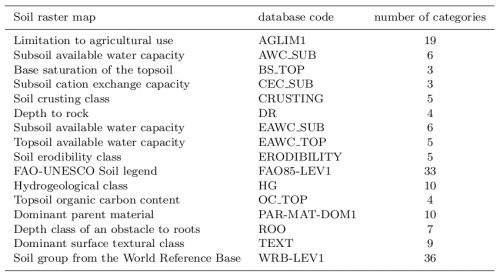 Soil raster map database code number of categories
Limitation to agricultural use AGLIM1 19
Subsoil available water capacity AWC_SUB 6
Base saturation of the topsoil BS_TOP 3
Subsoil cation exchange capacity CEC_SUB 3
Soil crusting class CRUSTING 5
Depth to rock DR 4
Subsoil available water capacity EAWC_SUB 6
Topsoil available water capacity EAWC_TOP 5
Soil erodibility class ERODIBILITY 5
FAO-UNESCO Soil legend FAO85-LEV1 33
Hydrogeological class HG 10
Topsoil organic carbon content OC_TOP 4
Dominant parent material PAR-MAT-DOM1 10
Depth class of an obstacle to roots ROO 7
Dominant surface textural class TEXT 9
Soil group from the World Reference Base WRB-LEV1 36